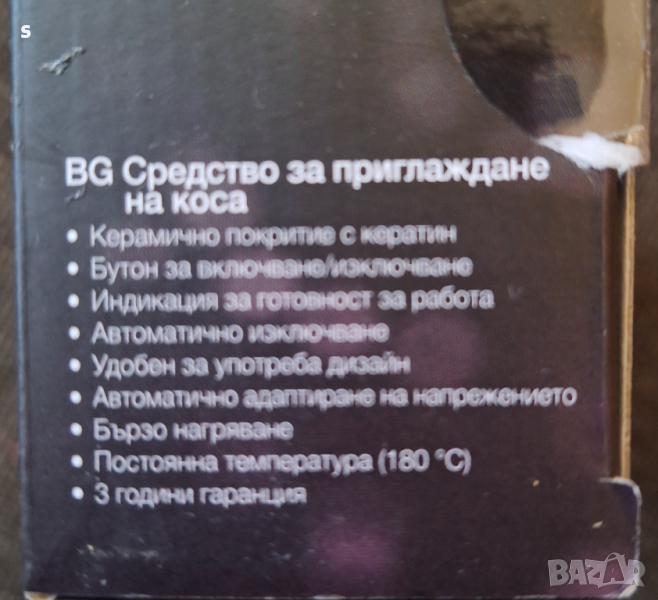 s
BG Средство за приглаждане
на коса
• Керамично покритие с кератин
• Бутон за включване/изключване
• Индикация за готовност за работа
• Автоматично изключване
• Удобен за употреба дизайн
• Автоматично адаптиране на напрежението
• Бързо нагряване
• Постоянна температура (180 °C)
• 3 години гаранция
BAZAR